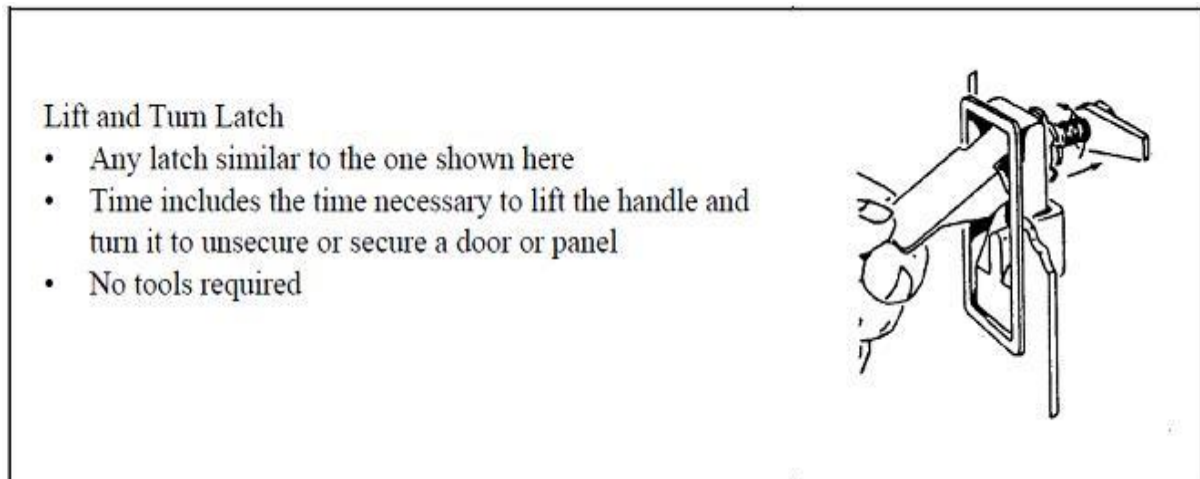 Lift and Turn Latch
• Any latch similar to the one shown here
• Time includes the time necessary to lift the handle and
turn it to unsecure or secure a door or panel
• No tools required